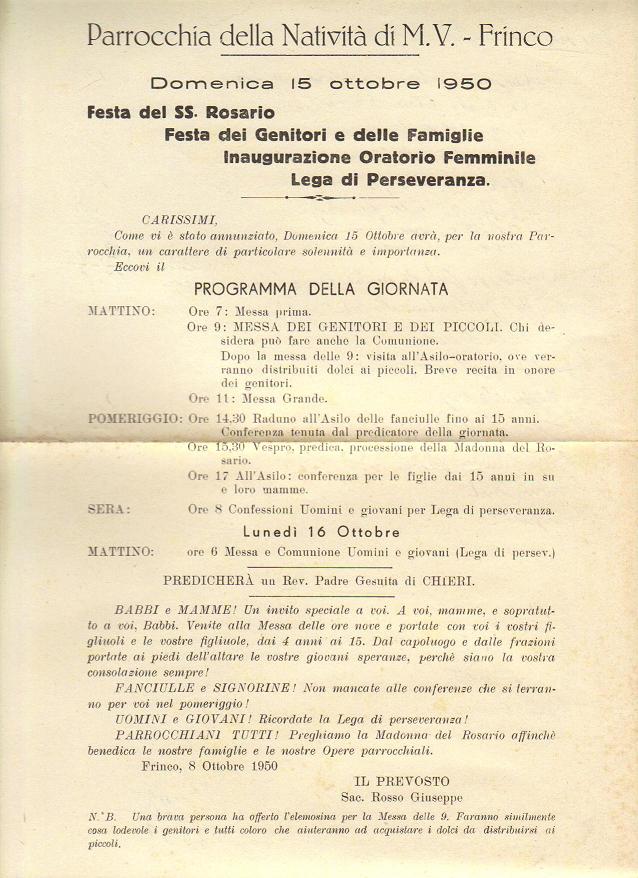 Parrocchia della Natività di M.V. - Frinco
Domenica 15 ottobre 1950
Festa del SS. Rosario
Festa dei Genitori e delle Famiglie
Inaugurazione Oratorio Femminile
Lega di Perseveranza.
CARISSIMI,
Come vi è stato annunziato, Domenica 15 Ottobre avrà, per la nostra Par-
rocchia, un carattere di particolare solennità e importanza.
Eccovi il
PROGRAMMA DELLA GIORNATA
MATTINO: Ore 7: Messa prima.
Ore 9: MESSA DEI GENITORI E DEI PICCOLI. Chi de-
sidera può fare anche la Comunione.
Dopo la messa delle 9: visita all'Asilo-oratorio, ove ver-
ranno distribuiti dolci ai piccoli. Breve recita in onore
dei genitori.
Ore 11: Messa Grande.
POMERIGGIO: Ore 14,30 Raduno all'Asilo delle fanciulle fino ai 15 anni.
Conferenza tenuta dal predicatore della giornata.
Ore 15,30 Vespro, predica, processione della Madonna del Ro-
sario.
Ore 17 All'Asilo: conferenza per le figlie dai 15 anni in su
e loro mamme.
SERA: Ore 8 Confessioni Uomini e giovani per Lega di perseveranza.
Lunedì 16 Ottobre
MATTINO: ore 6 Messa e Comunione Uomini e giovani (Lega di persev.)
PREDICHERÀ un Rev. Padre Gesuita di CHIERI.
BABBI e MAMME! Un invito speciale a voi. A voi, mamme, e sopratut-
to a voi, Babbi. Venite alla Messa delle ore nove e portate con voi i vostri fi-
gliuoli e le vostre figliuole, dai 4 anni ai 15. Dal capoluogo e dalle frazioni
portate ai piedi dell'altare le vostre giovani speranze, perchè siano la vostra
consolazione sempre!
FANCIULLE e SIGNORINE! Non mancate alle conferenze che si terran-
no per voi nel pomeriggio!
UOMINI e GIOVANI! Ricordate la Lega di perseveranza!
PARROCCHIANI TUTTI! Preghiamo la Madonna del Rosario affinchè
benedica le nostre famiglie e le nostre Opere parrocchiali.
Frinco, 8 Ottobre 1950
IL PREVOSTO
Sac. Rosso Giuseppe
N.°B. Una brava persona ha offerto l'elemosina per la Messa delle 9. Faranno similmente
cosa lodevole i genitori e tutti coloro che aiuteranno ad acquistare i dolci da distribuirsi ai
piccoli.